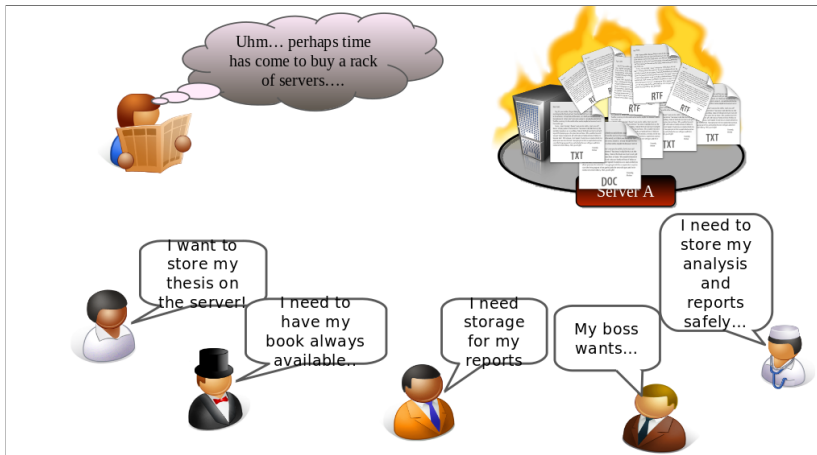 Uhm… perhaps time
has come to buy a rack
of servers….
RTF
RTF
RTF
TXT
TXT
TXT
DOC
Server A
I want to
store my
thesis on
the server!
I need to
have my
book always
available..
I need
storage
for my
reports
My boss
wants...
I need to
store my
analysis
and
reports
safely...